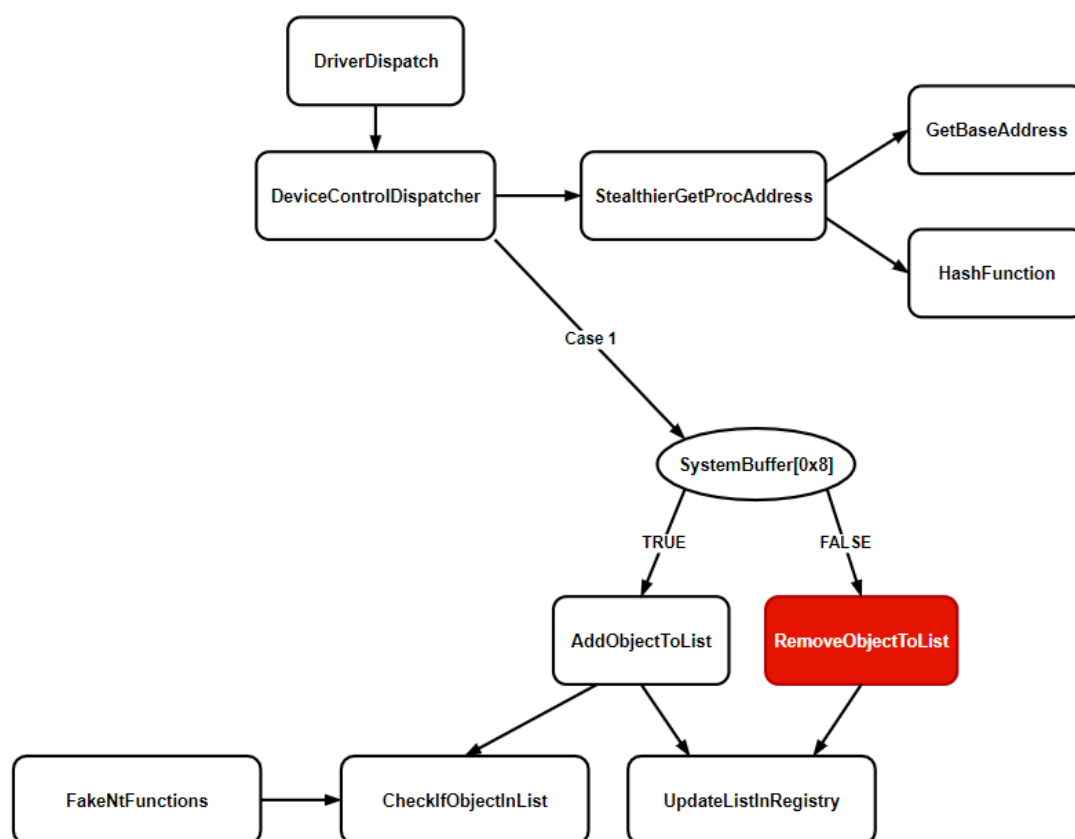 DriverDispatch
GetBaseAddress
DeviceControlDispatcher
StealthierGetProcAddress
HashFunction
Case 1
SystemBuffer[0x8]
TRUE
FALSE
AddObjectToList
RemoveObjectToList
FakeNtFunctions
CheckIfObjectInList
UpdateListInRegistry